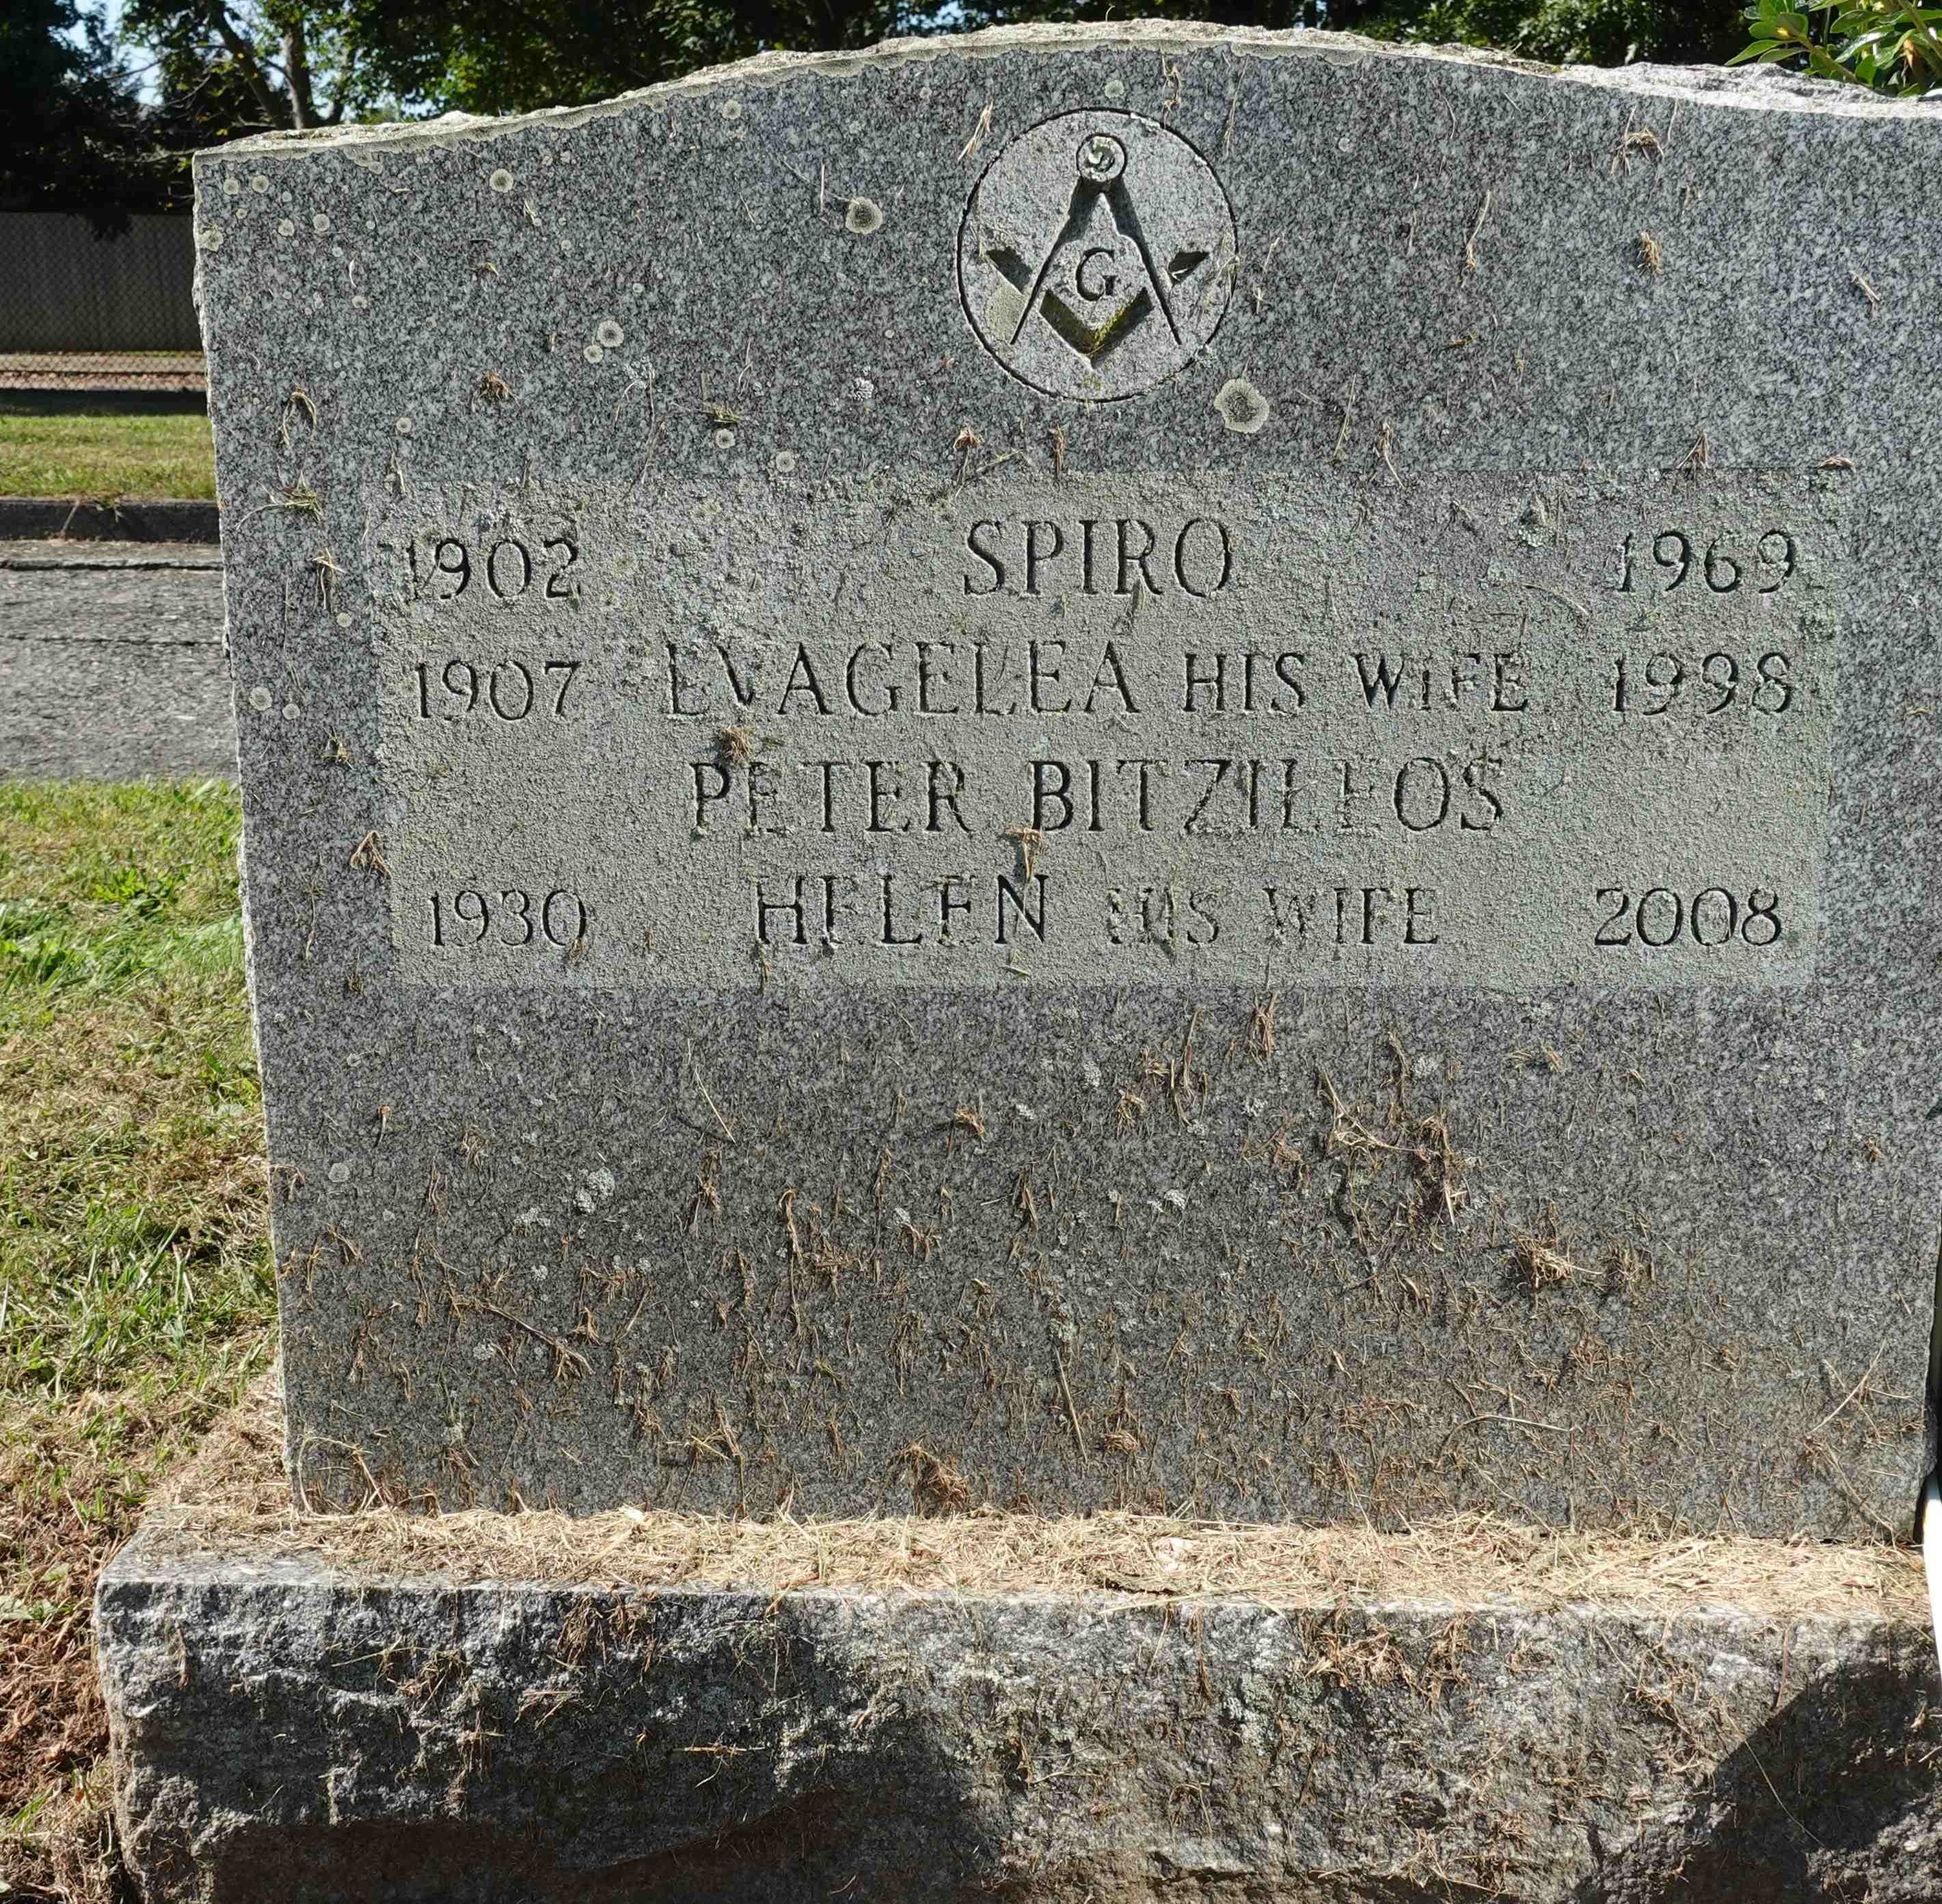 G
1902 SPIRO 1969
1907 EVAGELEA HIS WIFE 1998
PETER BITZILEOS
1930 HELEN HIS WIFE 2008